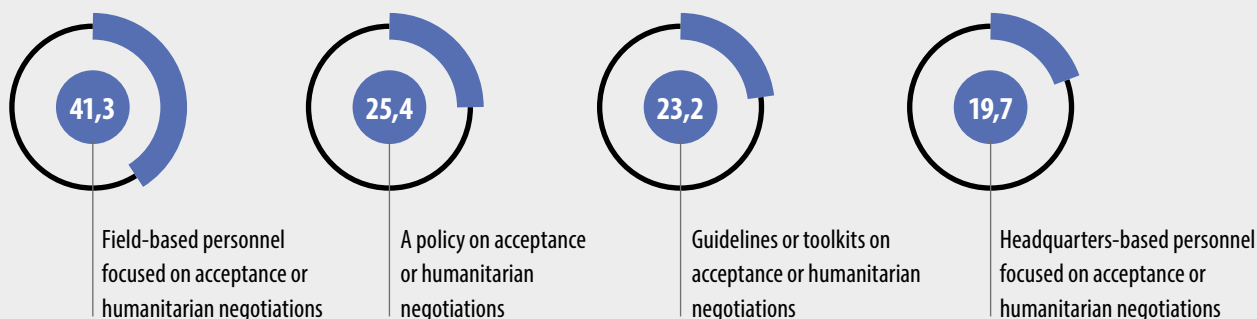 41,3
25,4
23,2
19,7
Field-based personnel
focused on acceptance or
humanitarian negotiations
A policy on acceptance
or humanitarian
negotiations
Guidelines or toolkits on
acceptance or humanitarian
negotiations
Headquarters-based personnel
focused on acceptance or
humanitarian negotiations